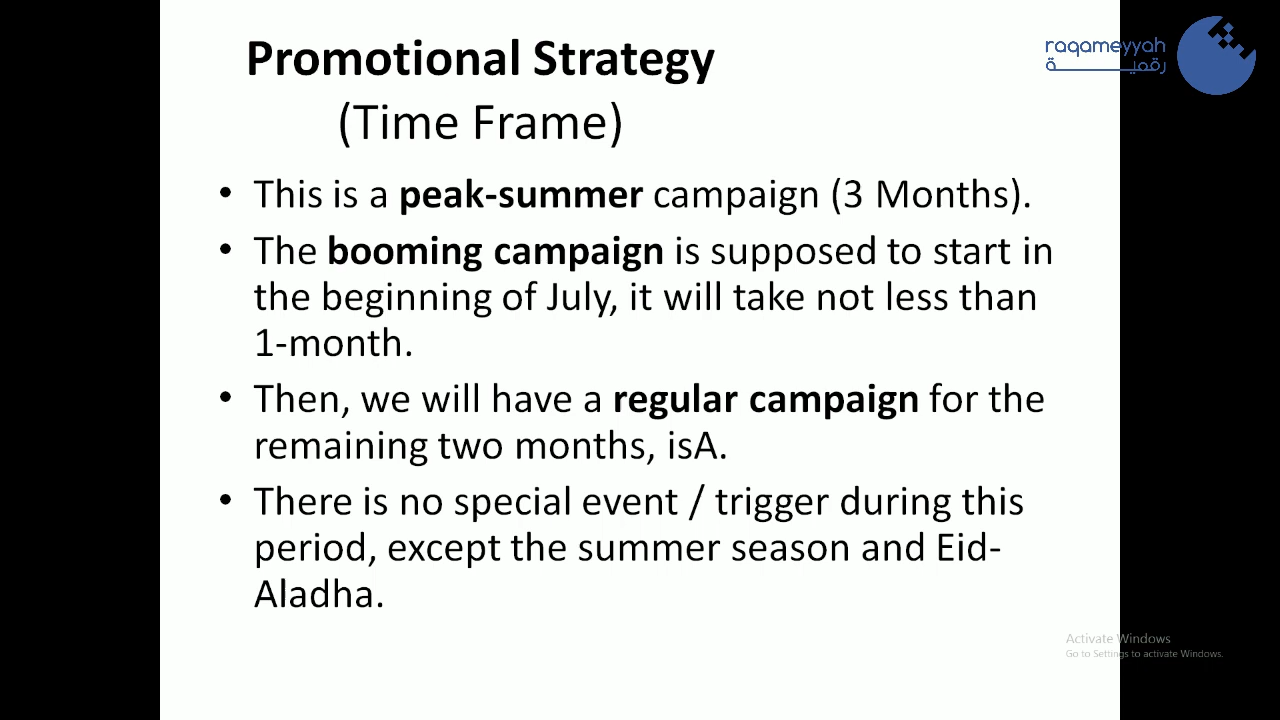 Promotional Strategy
(Time Frame)
raqameyyah
رقمية
• This is a peak-summer campaign (3 Months).
• The booming campaign is supposed to start in
the beginning of July, it will take not less than
1-month.
• Then, we will have a regular campaign for the
remaining two months, isA.
• There is no special event / trigger during this
period, except the summer season and Eid-
Aladha.
Activate Windows
Go to Settings to activate Windows.